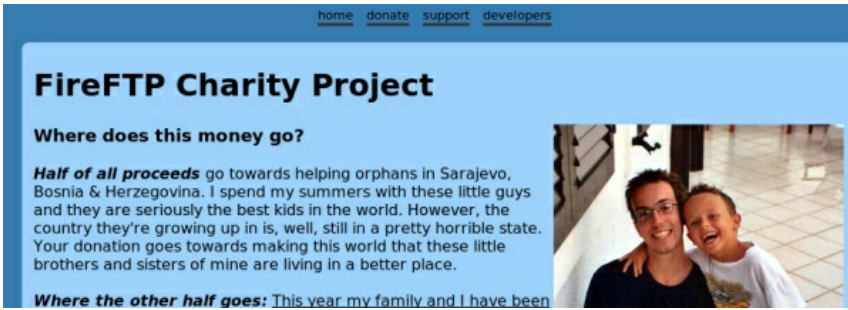 home donate support developers
FireFTP Charity Project
Where does this money go?
Half of all proceeds go towards helping orphans in Sarajevo,
Bosnia & Herzegovina. I spend my summers with these little guys
and they are seriously the best kids in the world. However, the
country they're growing up in is, well, still in a pretty horrible state.
Your donation goes towards making this world that these little
brothers and sisters of mine are living in a better place.
Where the other half goes: This year my family and I have been